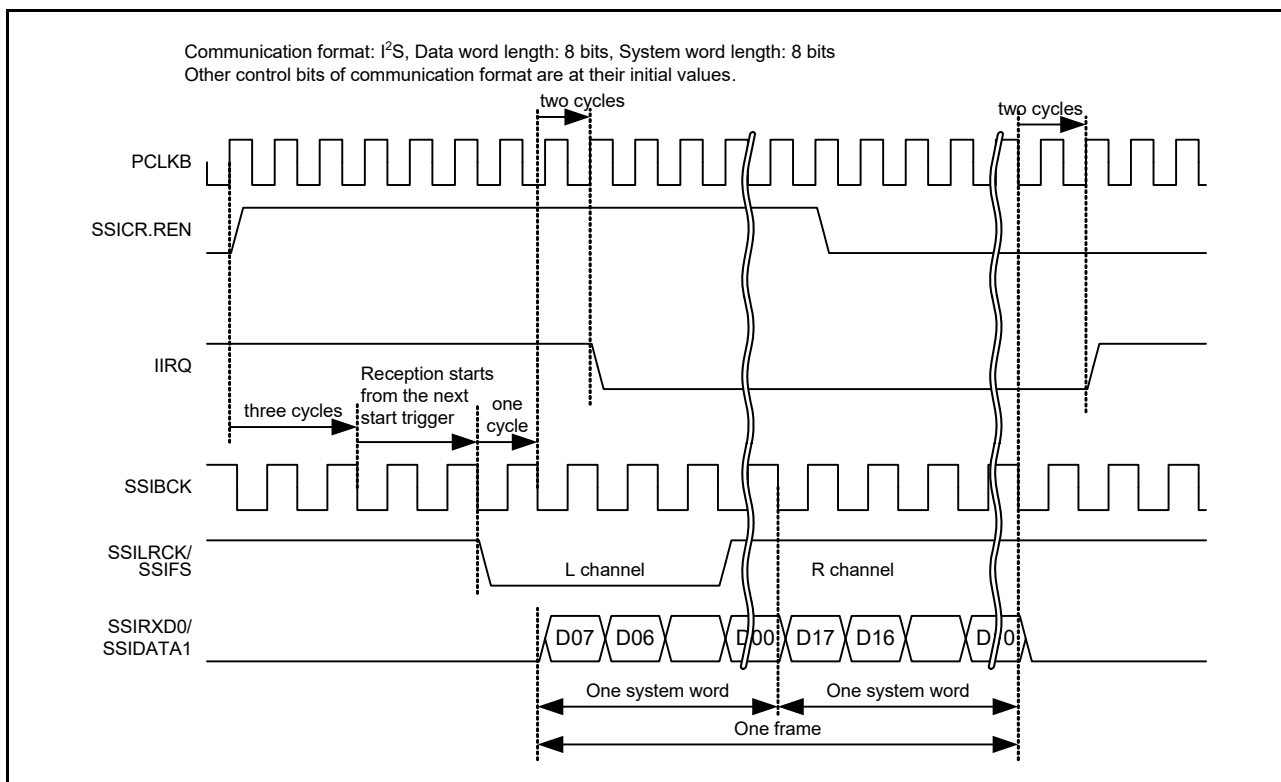 Communication format: I²S, Data word length: 8 bits, System word length: 8 bits
Other control bits of communication format are at their initial values.
two cycles
two cycles
PCLKB
SSICR.REN
IIRQ
Reception starts
from the next
start trigger
one
cycle
three cycles
SSIBCK
SSILRCK/
SSIFS
L channel
R channel
SSIRXD0/
SSIDATA1
D07
D06
D00
D17
D16
One system word
One system word
One frame